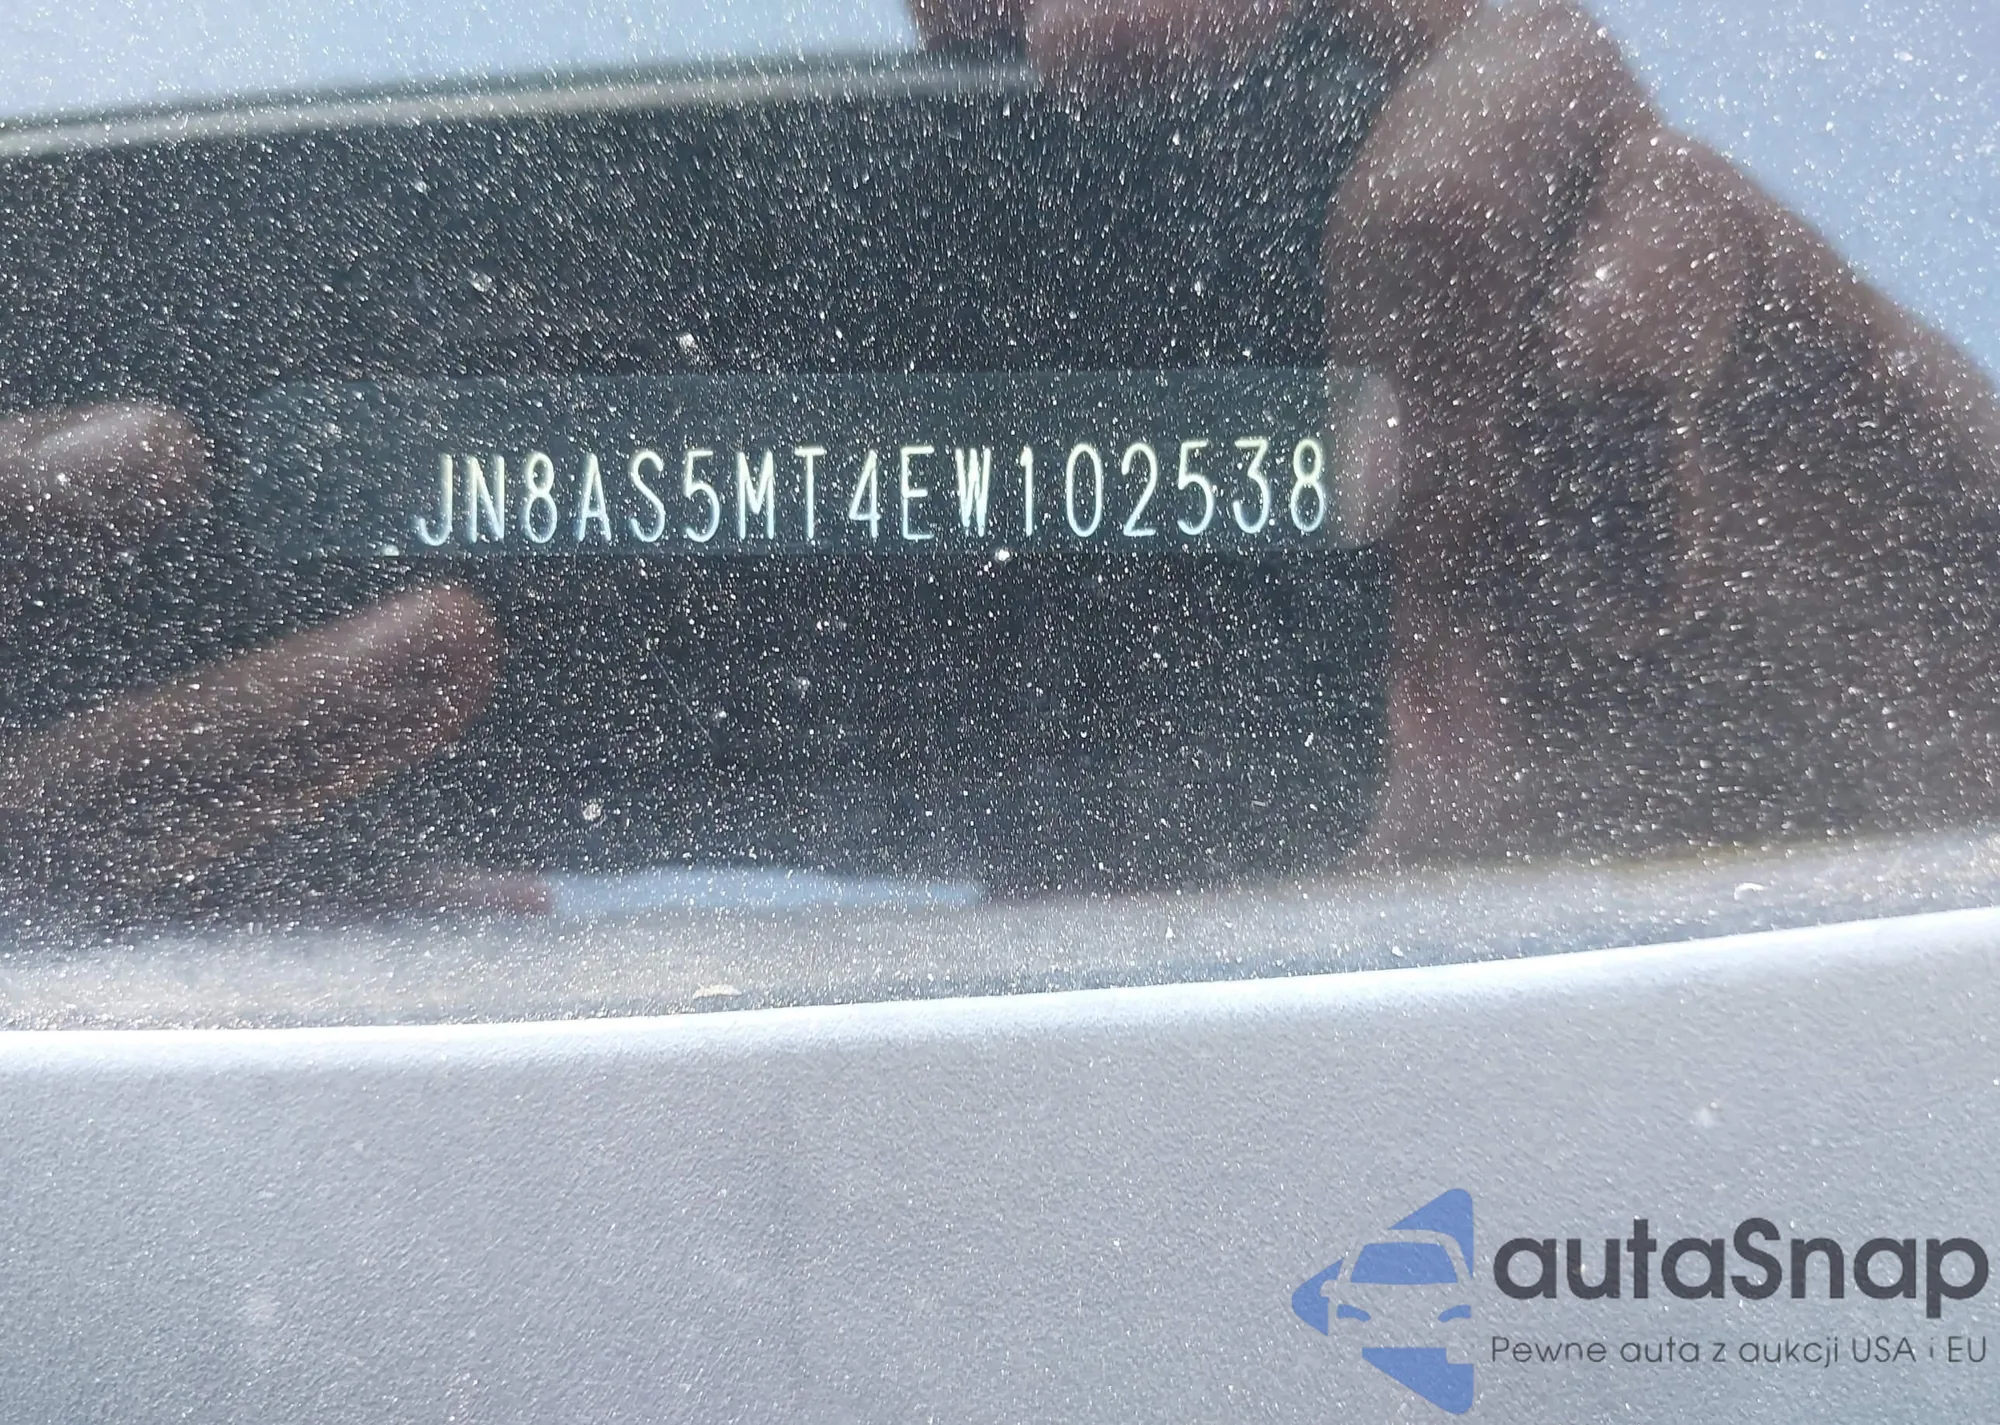 JN8AS5MT4EW102538
autaSnap
Pewne auta z aukcji USA i EU